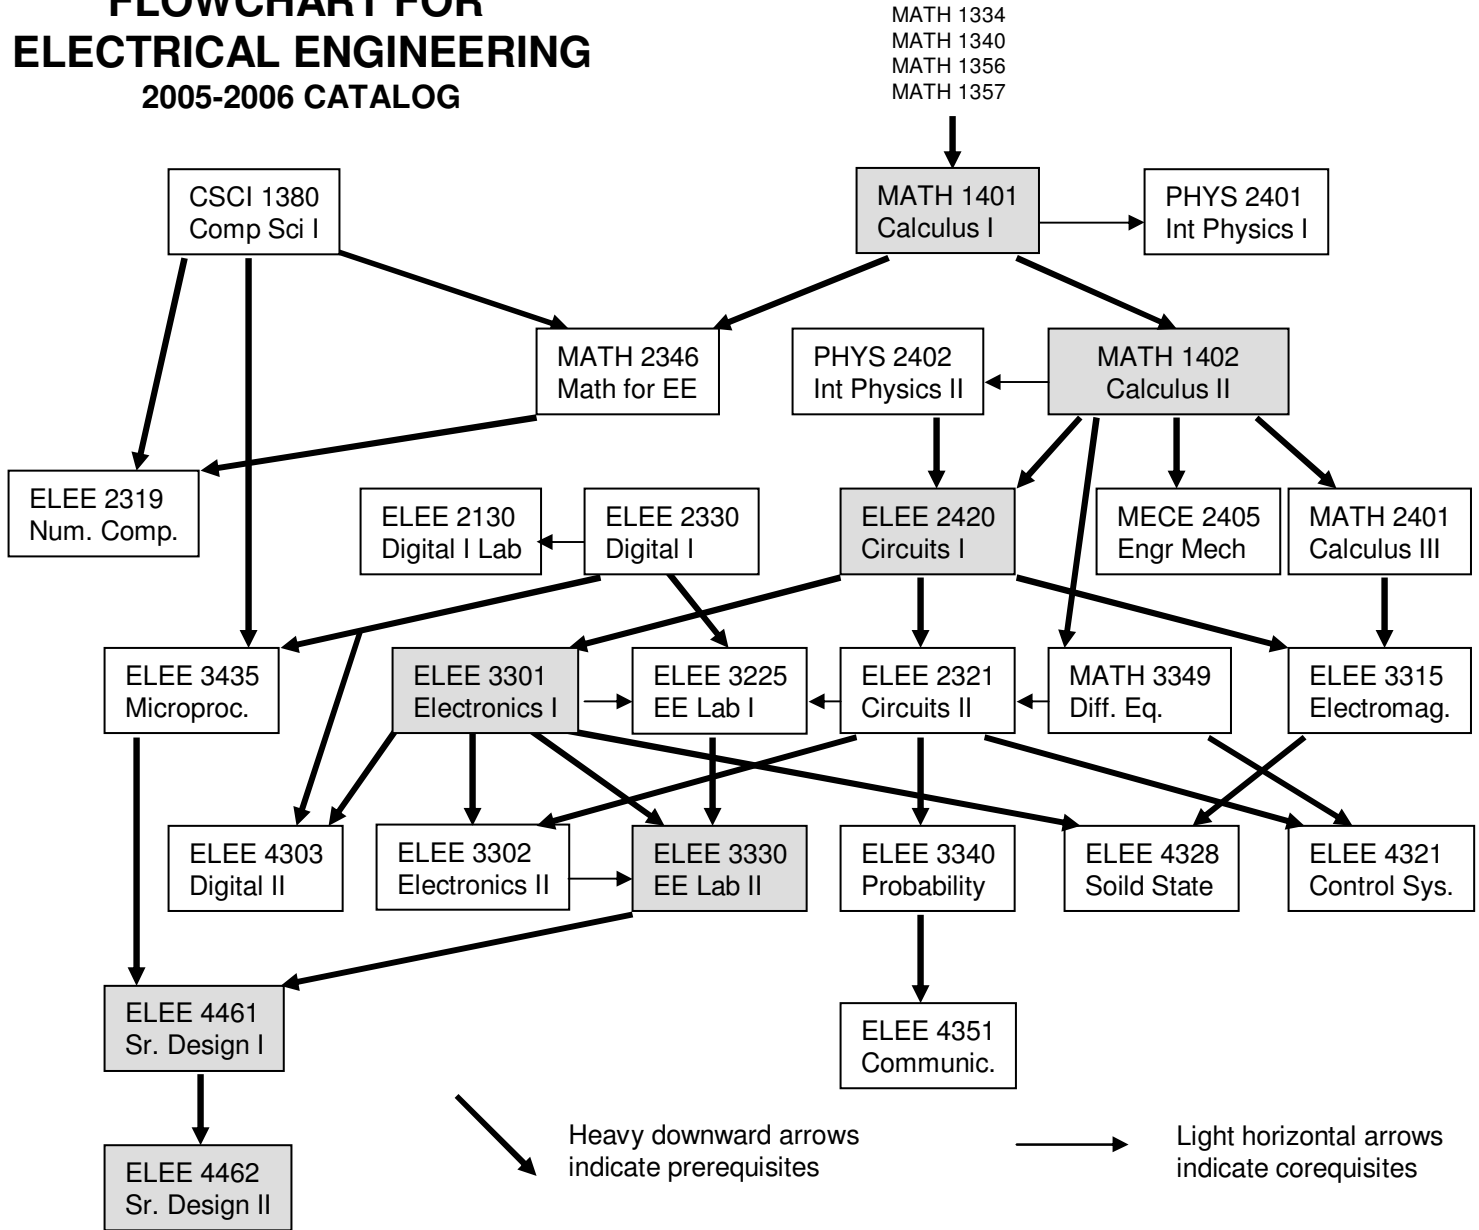 FLOWCHART FOR
ELECTRICAL ENGINEERING
2005-2006 CATALOG
MATH 1334
MATH 1340
MATH 1356
MATH 1357
CSCI 1380
Comp Sci I
MATH 1401
Calculus I
PHYS 2401
Int Physics I
MATH 2346
Math for EE
PHYS 2402
Int Physics II
MATH 1402
Calculus II
ELEE 2319
Num. Comp.
ELEE 2130
Digital I Lab
ELEE 2330
Digital I
ELEE 2420
Circuits I
MECE 2405
Engr Mech
MATH 2401
Calculus III
ELEE 3435
Microproc.
ELEE 3301
Electronics I
ELEE 3225
EE Lab I
ELEE 2321
Circuits II
MATH 3349
Diff. Eq.
ELEE 3315
Electromag.
ELEE 4303
Digital II
ELEE 3302
Electronics II
ELEE 3330
EE Lab II
ELEE 3340
Probability
ELEE 4328
Soild State
ELEE 4321
Control Sys.
ELEE 4461
Sr. Design I
ELEE 4351
Communic.
ELEE 4462
Sr. Design II
Heavy downward arrows
indicate prerequisites
Light horizontal arrows
indicate corequisites